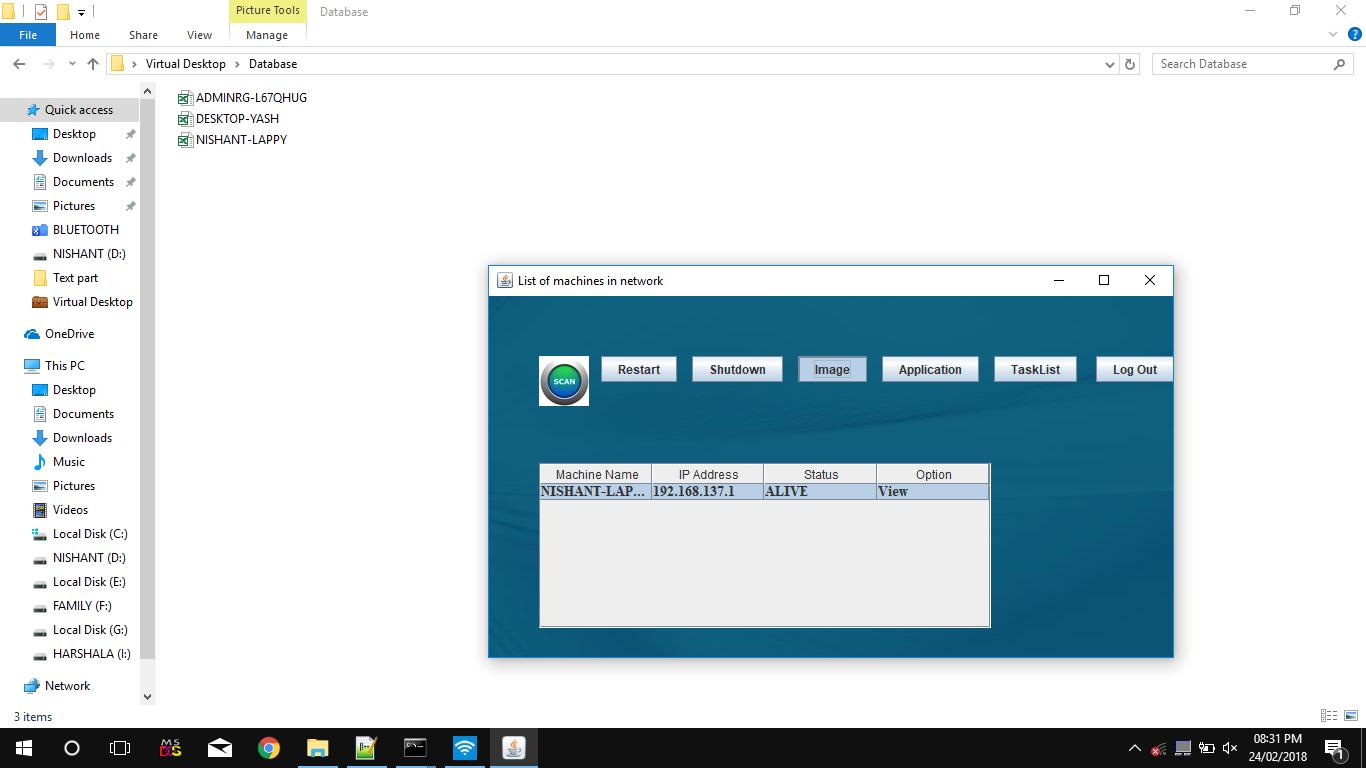 Picture Tools
Database
File
Home
Share
View
Manage
Virtual Desktop
Database
Search Database
Quick access
Desktop
Downloads
Documents
Pictures
BLUETOOTH
NISHANT (D:)
Text part
Virtual Desktop
OneDrive
This PC
Desktop
Documents
Downloads
Music
Pictures
Videos
Local Disk (C:)
NISHANT (D:)
Local Disk (E:)
FAMILY (F:)
Local Disk (G:)
HARSHALA (I:)
Network
ADMINRG-L67QHUG
DESKTOP-YASH
NISHANT-LAPPY
List of machines in network
SCAN
Restart
Shutdown
Image
Application
TaskList
Log Out
Machine Name IP Address Status Option
NISHANT-LAP... 192.168.137.1 ALIVE View
3 items
08:31 PM
24/02/2018
1